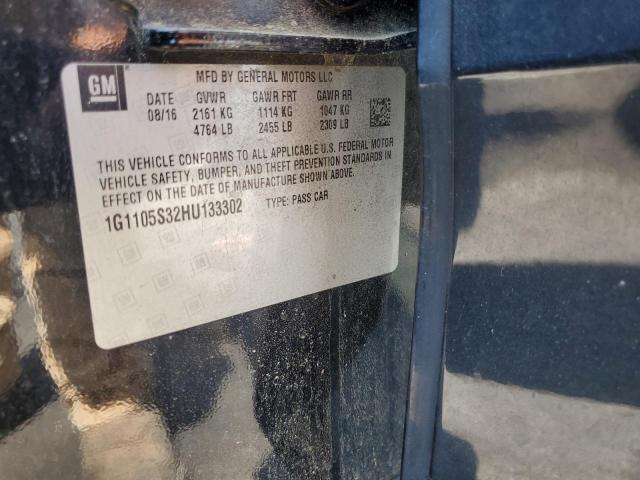 GM
MFD BY GENERAL MOTORS LLC
DATE GVWR GAWR FRT GAWR RR
08/16 2161 KG 1114 KG 1047 KG
4764 LB 2455 LB 2309 LB
THIS VEHICLE CONFORMS TO ALL APPLICABLE U.S. FEDERAL MOTOR
VEHICLE SAFETY, BUMPER, AND THEFT PREVENTION STANDARDS IN
EFFECT ON THE DATE OF MANUFACTURE SHOWN ABOVE.
1G1105S32HU133302 TYPE: PASS CAR